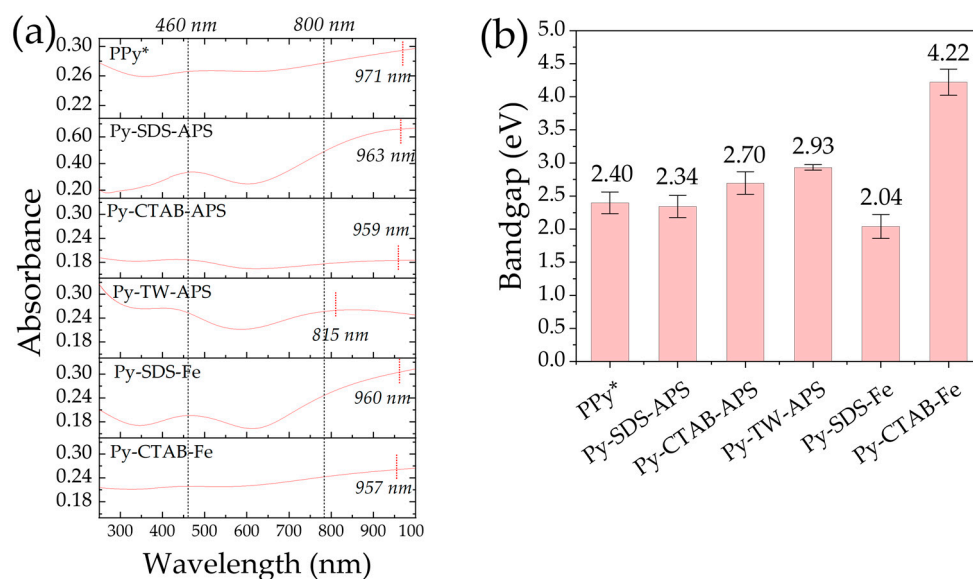 (a)
460 nm 800 nm
0.30
0.26
0.22
PPy*
971 nm
0.60
0.40
0.20
Py-SDS-APS
963 nm
0.30
0.24
0.18
Py-CTAB-APS
959 nm
0.30
0.24
0.18
Py-TW-APS
815 nm
0.30
0.24
0.18
Py-SDS-Fe
960 nm
0.30
0.24
0.18
Py-CTAB-Fe
957 nm
300 400 500 600 700 800 900 1000
Wavelength (nm)
Absorbance
(b)
Bandgap (eV)
5.0
4.5
4.0
3.5
3.0
2.5
2.0
1.5
1.0
0.5
0.0
2.40
2.34
2.70
2.93
2.04
4.22
PPy*
Py-SDS-APS
Py-CTAB-APS
Py-TW-APS
Py-SDS-Fe
Py-CTAB-Fe